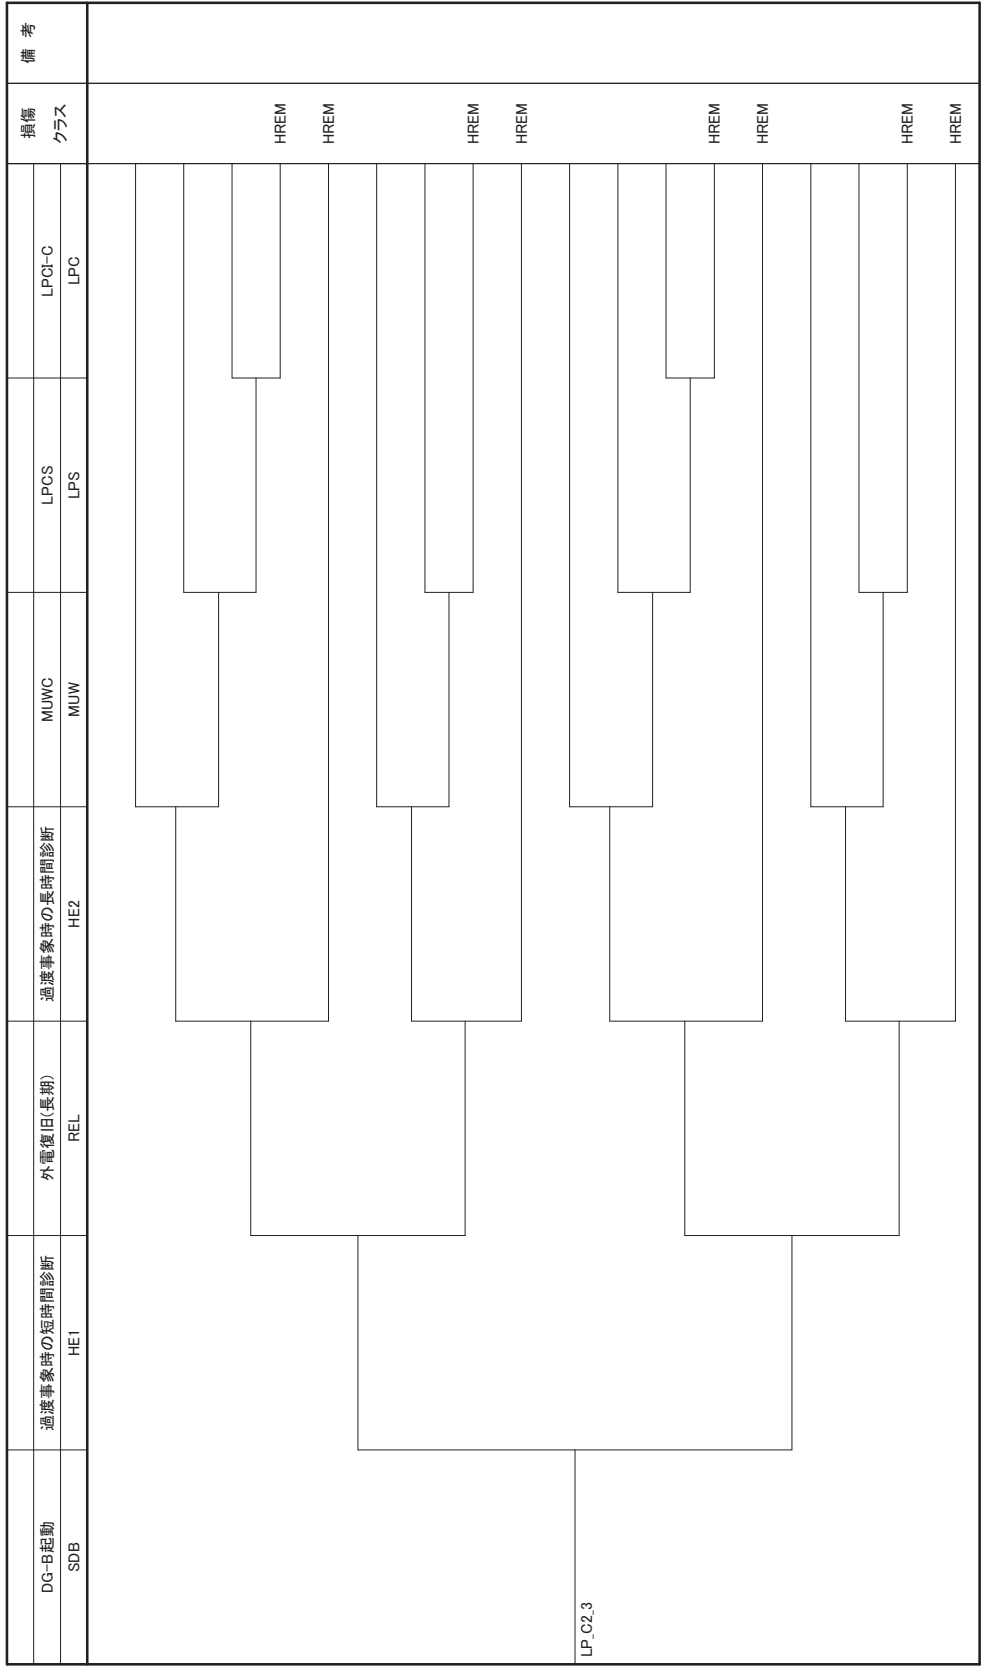 DG-B起動
過渡事象時の短時間診断
外電復旧(長期)
過渡事象時の長時間診断
MUWC
LPCS
LPCI-C
損傷
クラス
備 考
SDB
HE1
REL
HE2
MUW
LPS
LPC
HREM
HREM
HREM
HREM
HREM
HREM
HREM
HREM
LP_C2_3